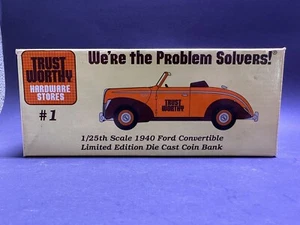 TRUST
WORTHY
HARDWARE
STORES
#1
We're the Problem Solvers!
TRUST
WORTHY
1/25th Scale 1940 Ford Convertible
Limited Edition Die Cast Coin Bank